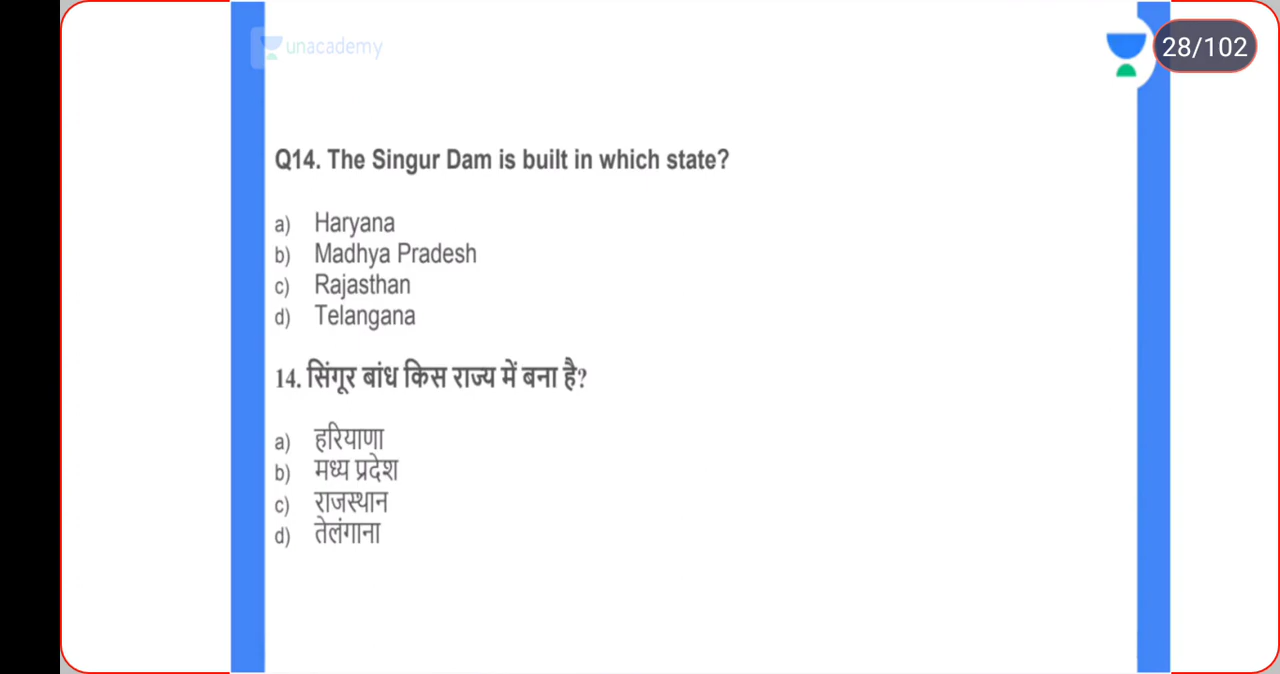 unacademy
28/102
Q14. The Singur Dam is built in which state?
a) Haryana
b) Madhya Pradesh
c) Rajasthan
d) Telangana
14. सिंगूर बांध किस राज्य में बना है?
a) हरियाणा
b) मध्य प्रदेश
c) राजस्थान
d) तेलंगाना